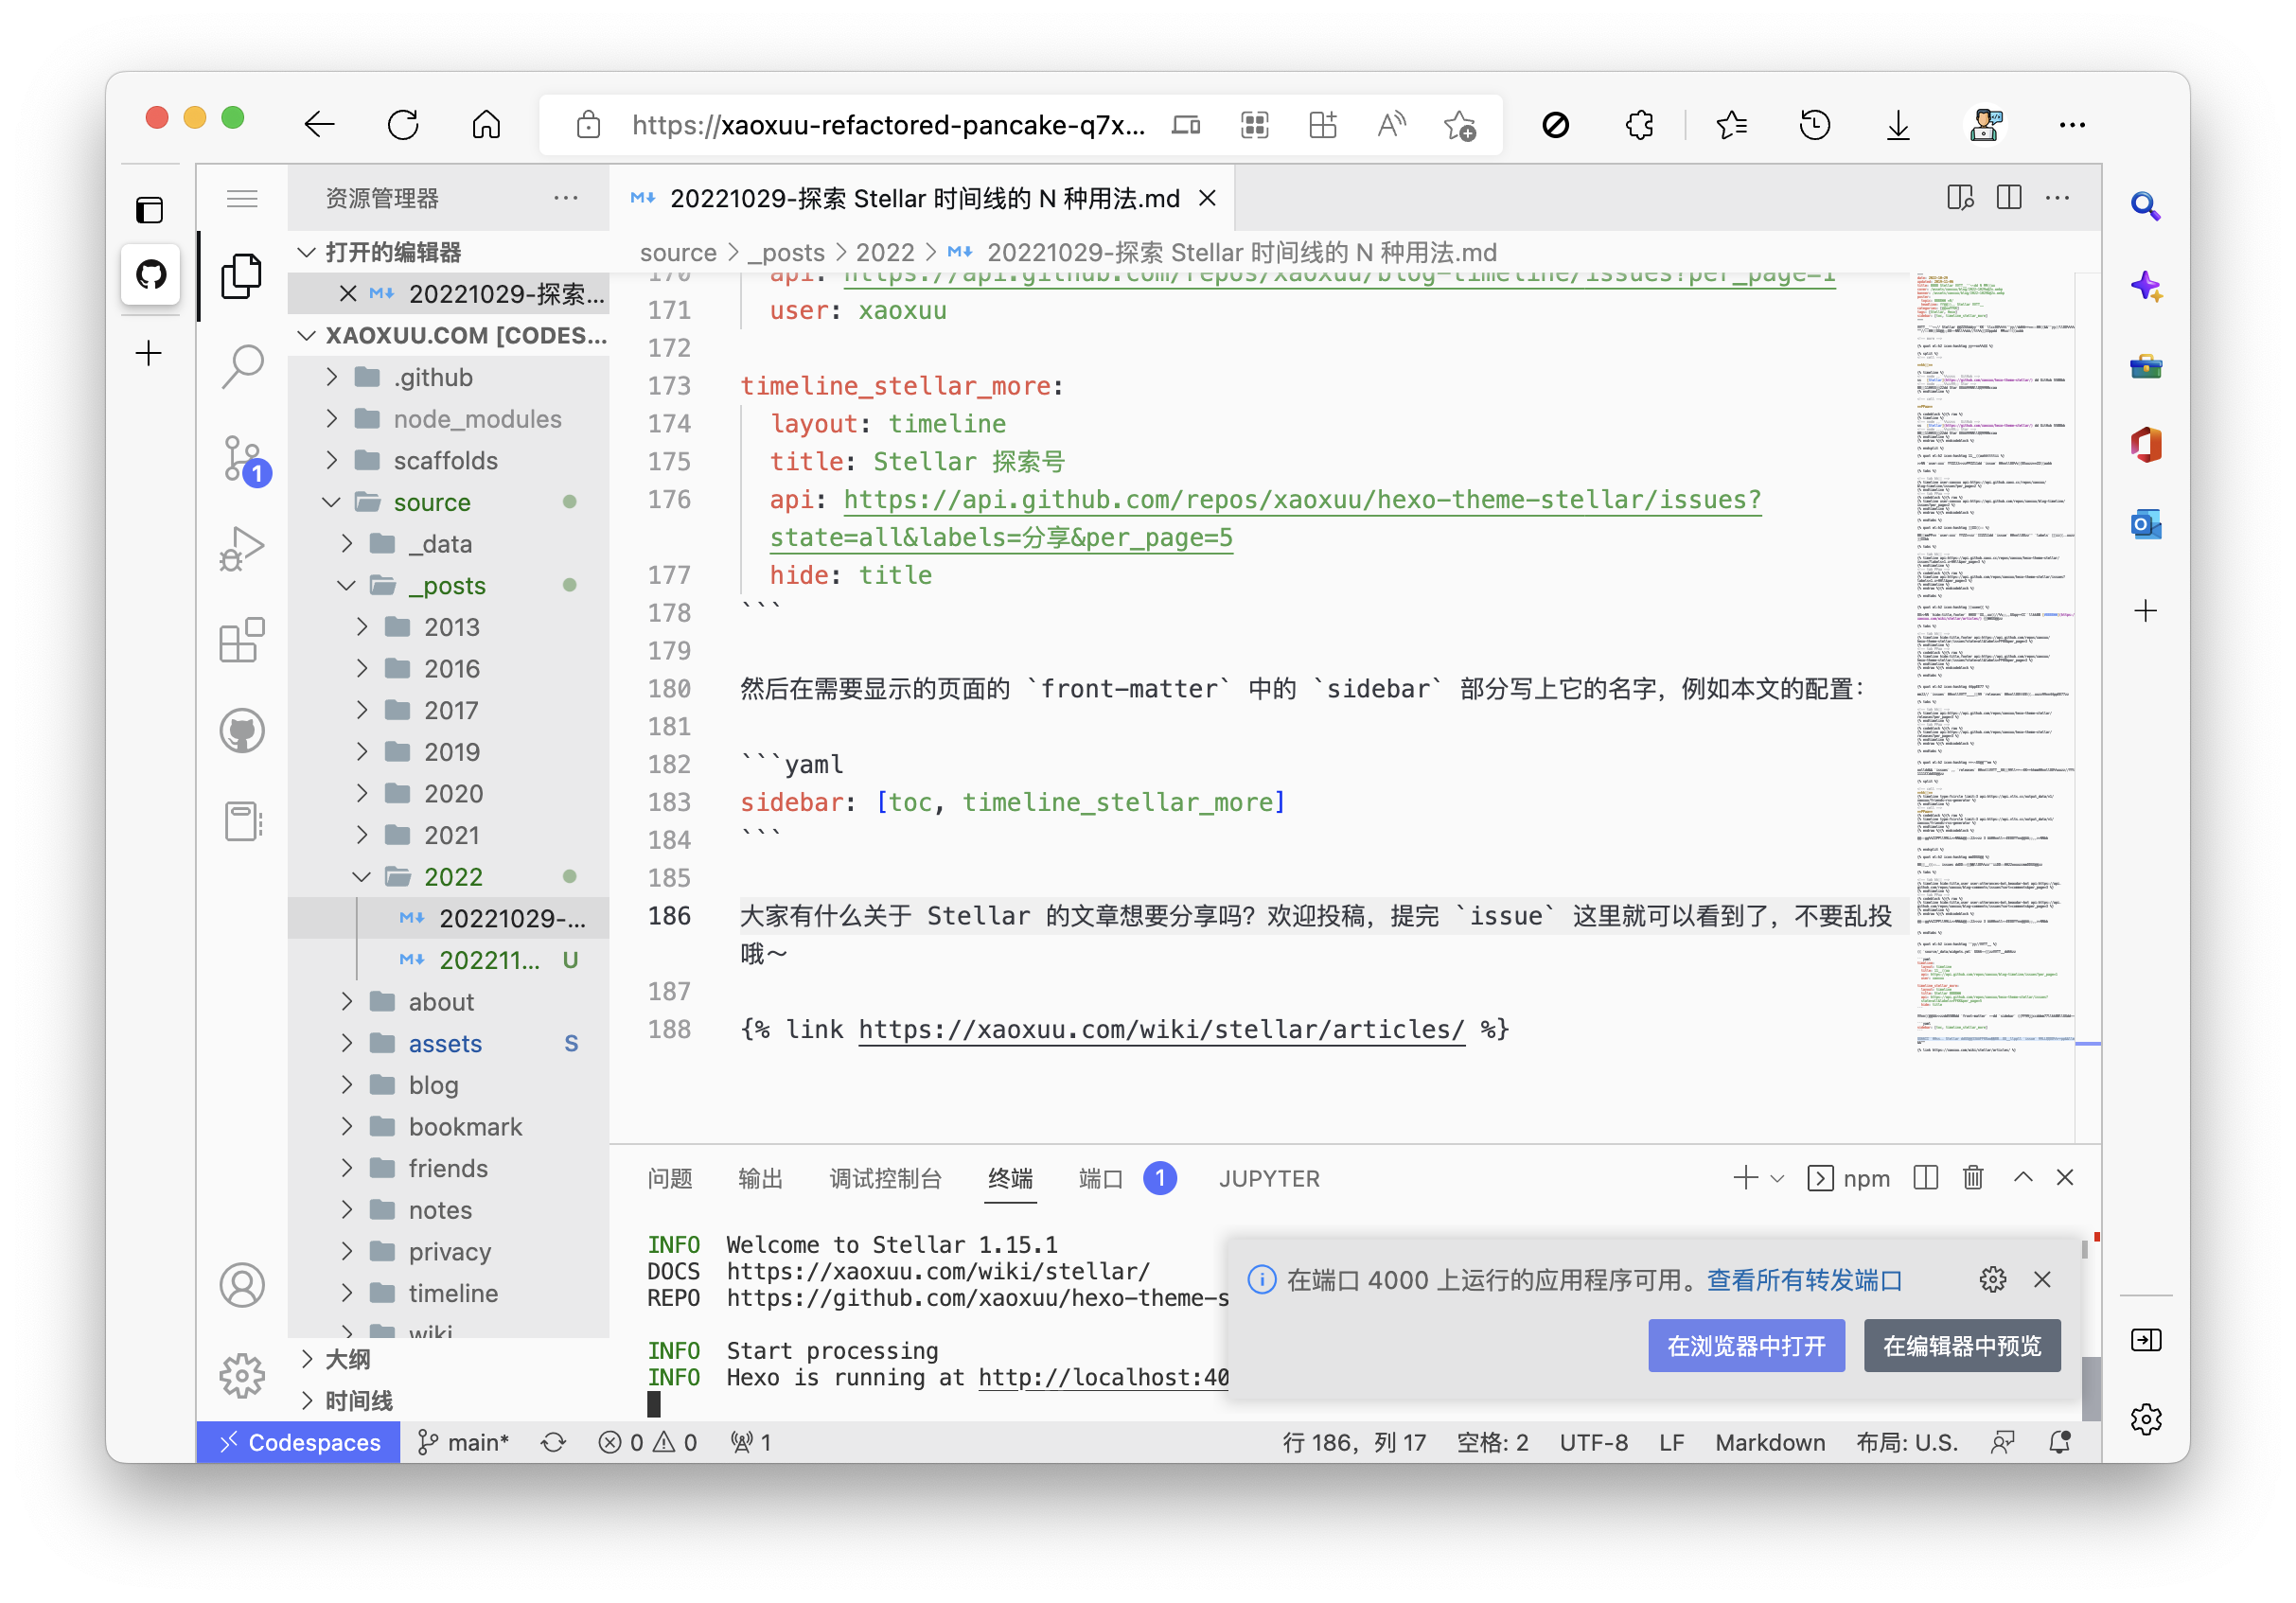 https://xaoxuu-refactored-pancake-q7x...
资源管理器
20221029-探索 Stellar 时间线的 N 种用法.md
打开的编辑器
20221029-探索...
XAOXUU.COM [CODES...
.github
node_modules
scaffolds
source
_data
_posts
2013
2016
2017
2019
2020
2021
2022
20221029-...
202211... U
about
assets S
blog
bookmark
friends
notes
privacy
timeline
wiki
大纲
时间线
source > _posts > 2022 > 20221029-探索 Stellar 时间线的 N 种用法.md
170 api: https://api.github.com/repos/xaoxuu/blog-timeline/issues?per_page=1
171 user: xaoxuu
172
173 timeline_stellar_more:
174 layout: timeline
175 title: Stellar 探索号
176 api: https://api.github.com/repos/xaoxuu/hexo-theme-stellar/issues?
state=all&labels=分享&per_page=5
177 hide: title
178 ```
179
180 然后在需要显示的页面的 `front-matter` 中的 `sidebar` 部分写上它的名字，例如本文的配置：
181
182 ```yaml
183 sidebar: [toc, timeline_stellar_more]
184 ```
185
186 大家有什么关于 Stellar 的文章想要分享吗？欢迎投稿，提完 `issue` 这里就可以看到了，不要乱投
哦～
187
188 {% link https://xaoxuu.com/wiki/stellar/articles/ %}
问题 输出 调试控制台 终端 端口 1 JUPYTER
npm
INFO Welcome to Stellar 1.15.1
DOCS https://xaoxuu.com/wiki/stellar/
REPO https://github.com/xaoxuu/hexo-theme-s
INFO Start processing
INFO Hexo is running at http://localhost:40
在端口 4000 上运行的应用程序可用。查看所有转发端口
在浏览器中打开 在编辑器中预览
Codespaces main* 0 0 1
行 186，列 17 空格: 2 UTF-8 LF Markdown 布局: U.S.